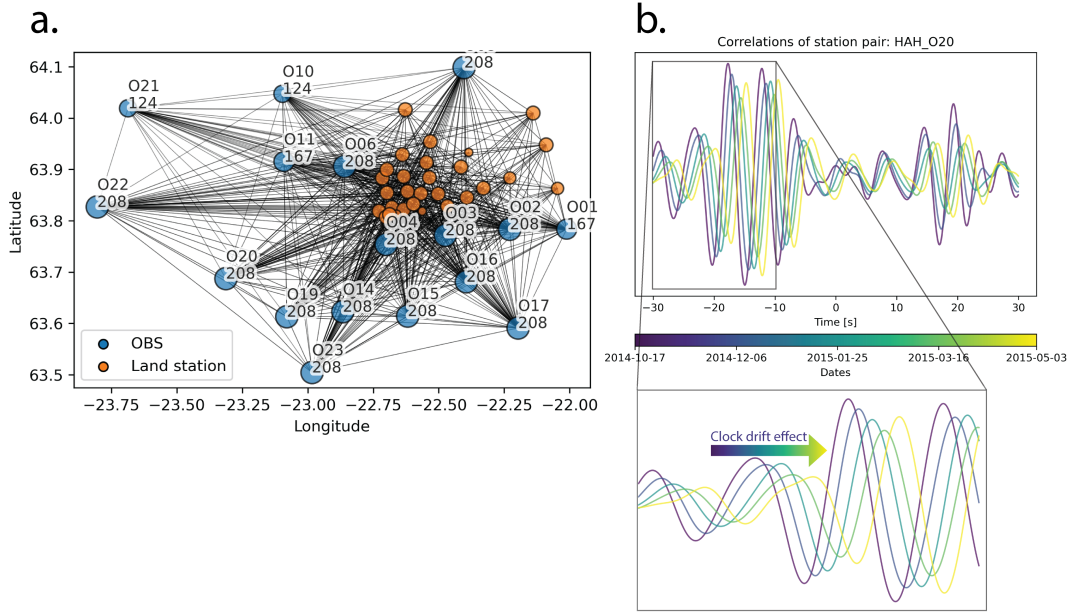 a.
64.1
64.0
63.9
63.8
63.7
63.6
63.5
Latitude
−23.75
−23.50
−23.25
−23.00
−22.75
−22.50
−22.25
−22.00
Longitude
O21
124
O10
124
208
O11
167
O06
208
O22
208
O04
208
O03
208
O02
208
O01
167
O20
208
O16
208
O19
208
O14
208
O15
208
O17
208
O23
208
OBS
Land station
b.
Correlations of station pair: HAH_O20
−30
−20
−10
0
10
20
30
Time [s]
2014-10-17
2014-12-06
2015-01-25
2015-03-16
2015-05-03
Dates
Clock drift effect